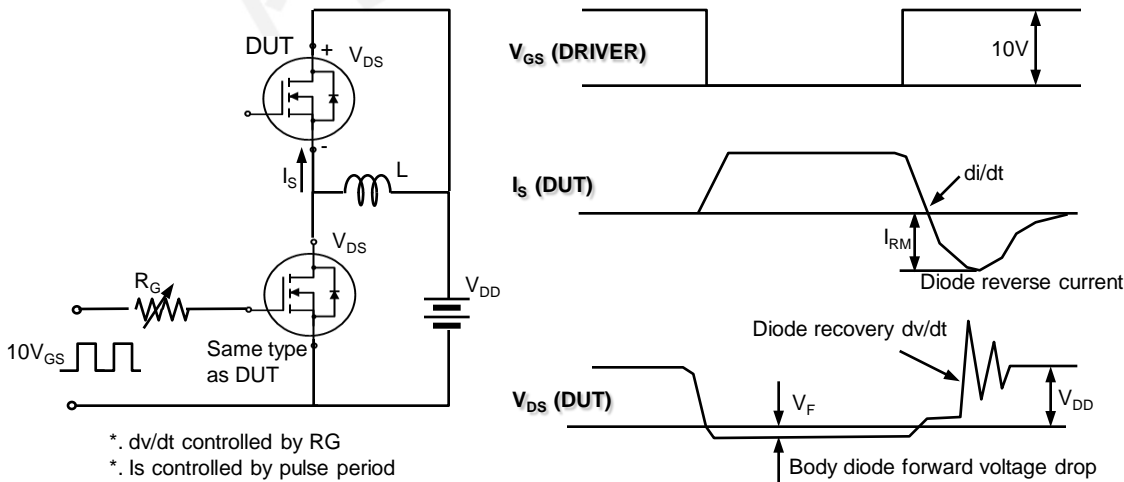 DUT
+
V_DS
-
I_S
L
V_DS
R_G
V_DD
10V_GS
Same type
as DUT
*. dv/dt controlled by RG
*. Is controlled by pulse period
V_GS (DRIVER)
10V
I_S (DUT)
di/dt
I_RM
Diode reverse current
Diode recovery dv/dt
V_DS (DUT)
V_F
V_DD
Body diode forward voltage drop